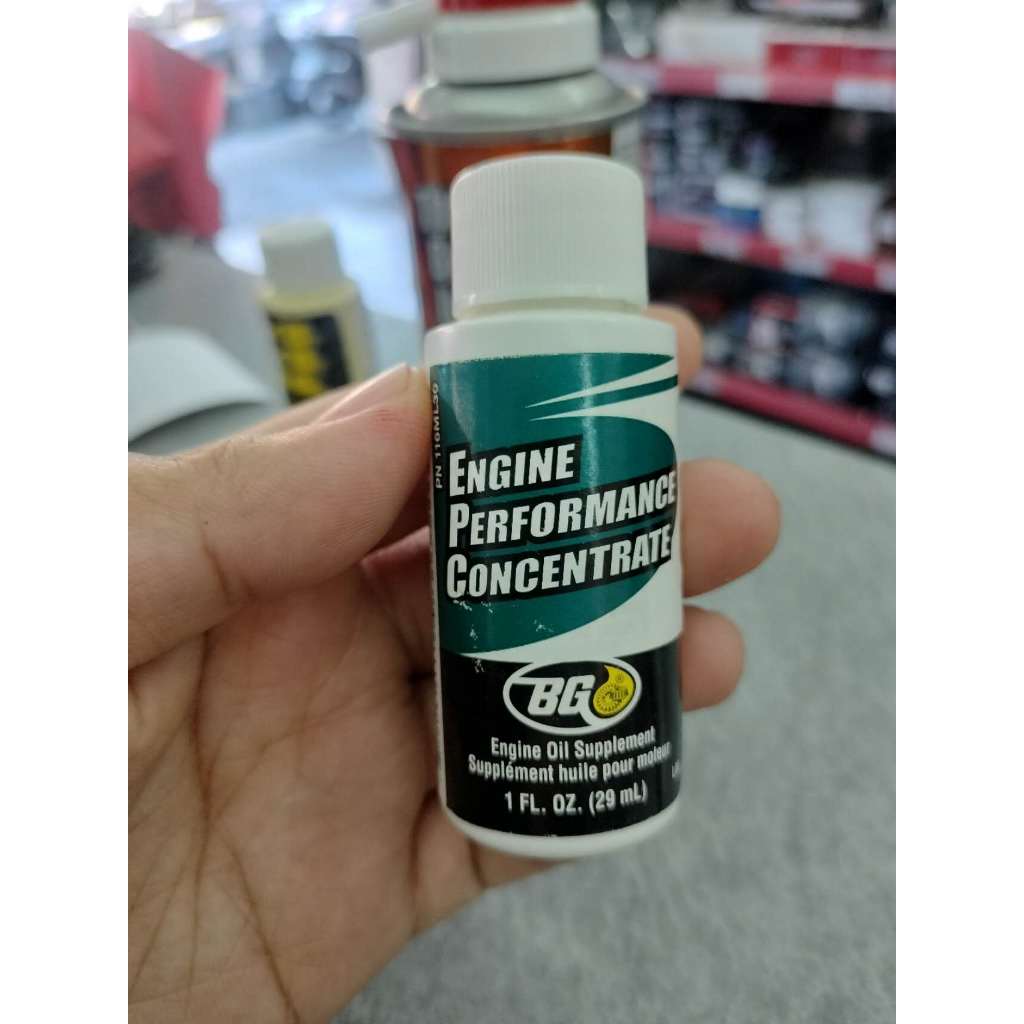 PN 116ML30
ENGINE
PERFORMANCE
CONCENTRATE
BG®
Engine Oil Supplement
Supplément huile pour moteur
1 FL. OZ. (29 mL)